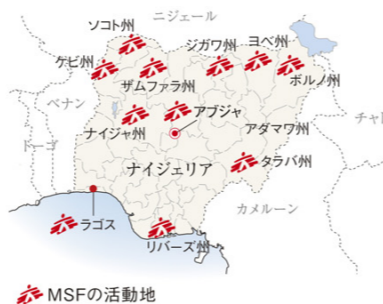 ニジェール
ソコト州
ジガワ州
ヨベ州
ケビ州
ザムファラ州
ボルノ州
ベナン
アブジャ
チャド
ナイジャ州
アダマワ州
トーゴ
ナイジェリア
タラバ州
カメルーン
ラゴス
リバーズ州
MSFの活動地